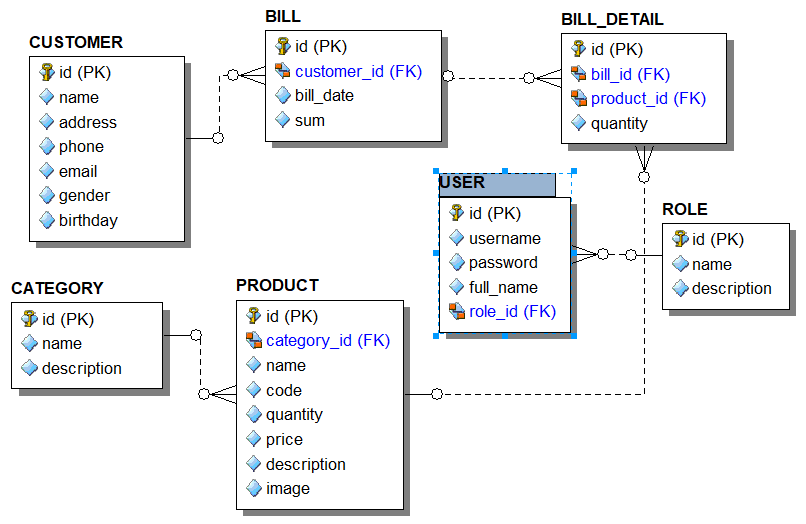 CUSTOMER
id (PK)
name
address
phone
email
gender
birthday
BILL
id (PK)
customer_id (FK)
bill_date
sum
BILL_DETAIL
id (PK)
bill_id (FK)
product_id (FK)
quantity
USER
id (PK)
username
password
full_name
role_id (FK)
ROLE
id (PK)
name
description
CATEGORY
id (PK)
name
description
PRODUCT
id (PK)
category_id (FK)
name
code
quantity
price
description
image